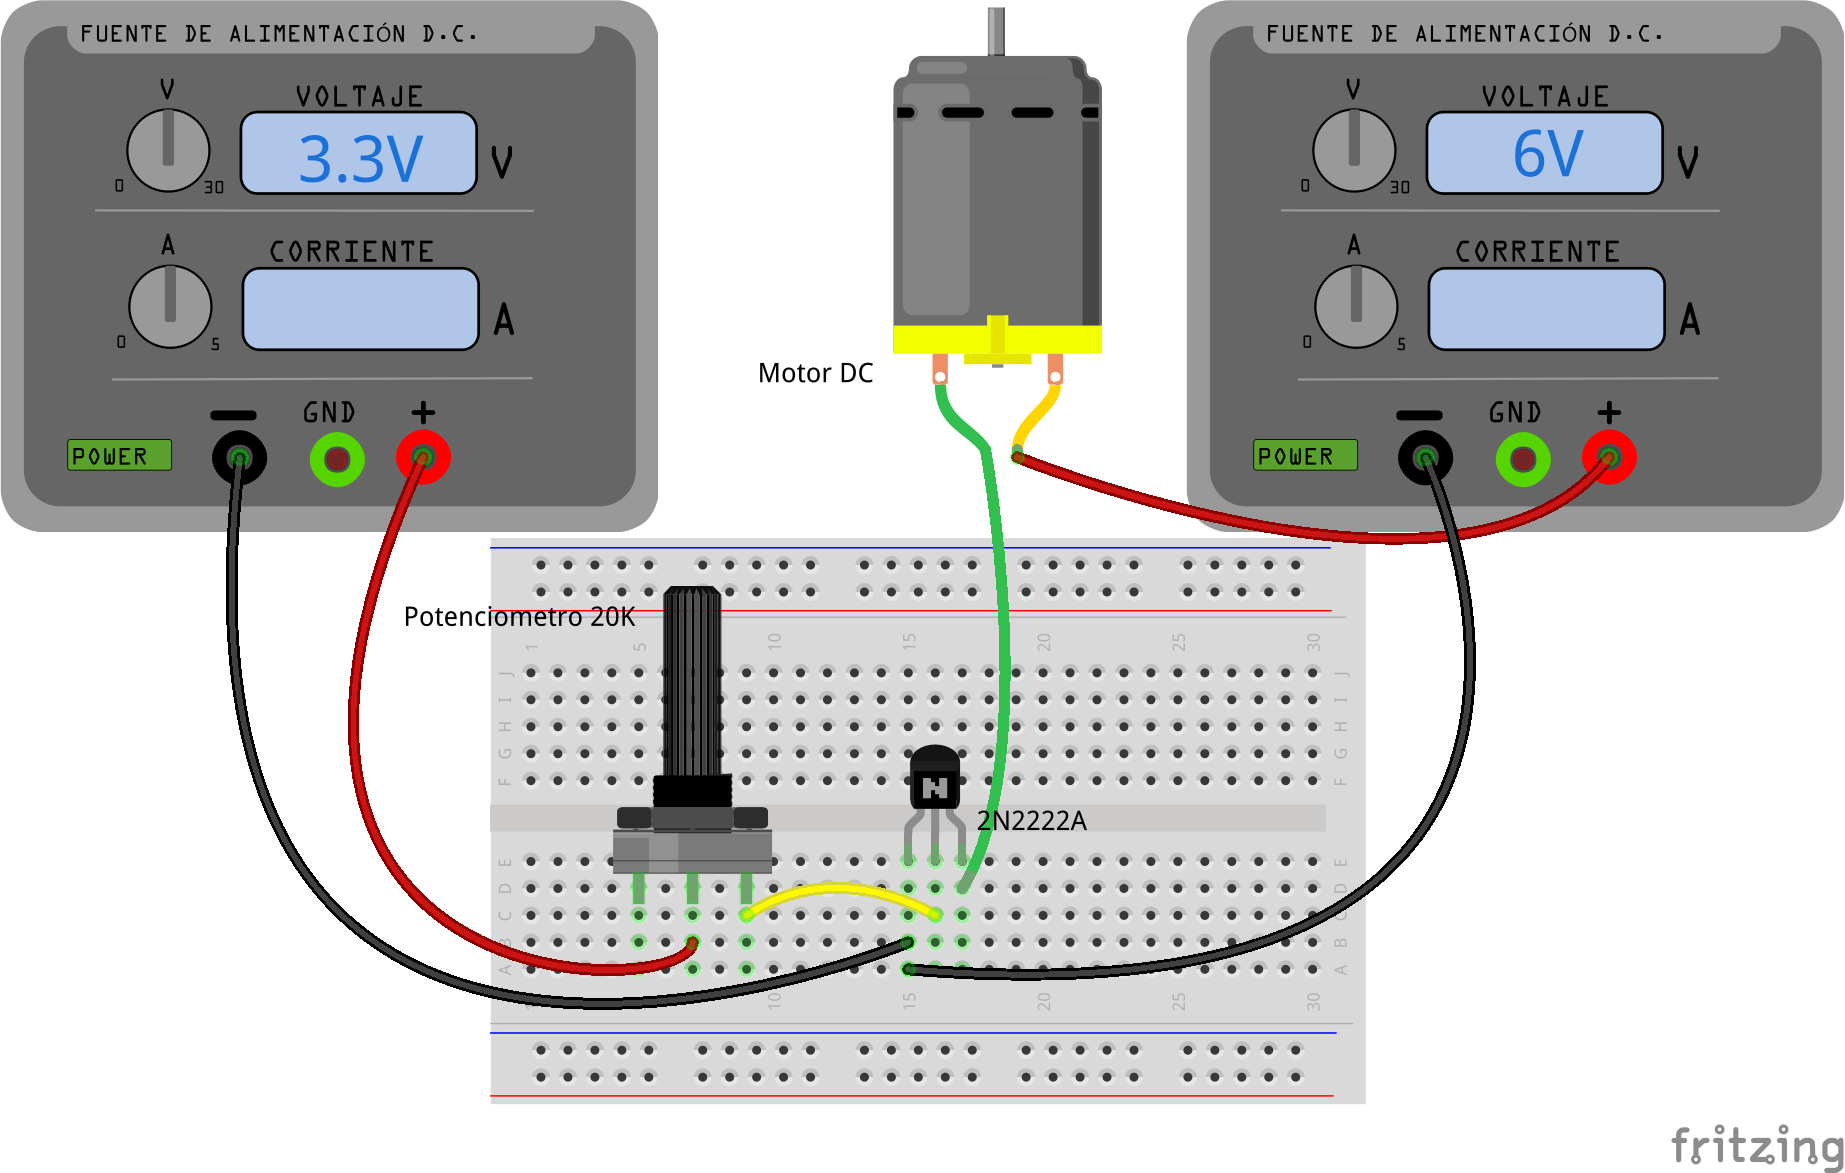 FUENTE DE ALIMENTACIÓN D.C.
V
VOLTAJE
3.3V
V
0
30
A
CORRIENTE
A
0
5
GND
+
POWER
FUENTE DE ALIMENTACIÓN D.C.
V
VOLTAJE
6V
V
0
30
A
CORRIENTE
A
0
5
GND
+
POWER
Motor DC
Potenciometro 20K
1 5 10 15 20 25 30
J J
I I
H H
G G
F F
2N2222A
E E
D D
C C
B B
A A
10 15 20 25 30
fritzing